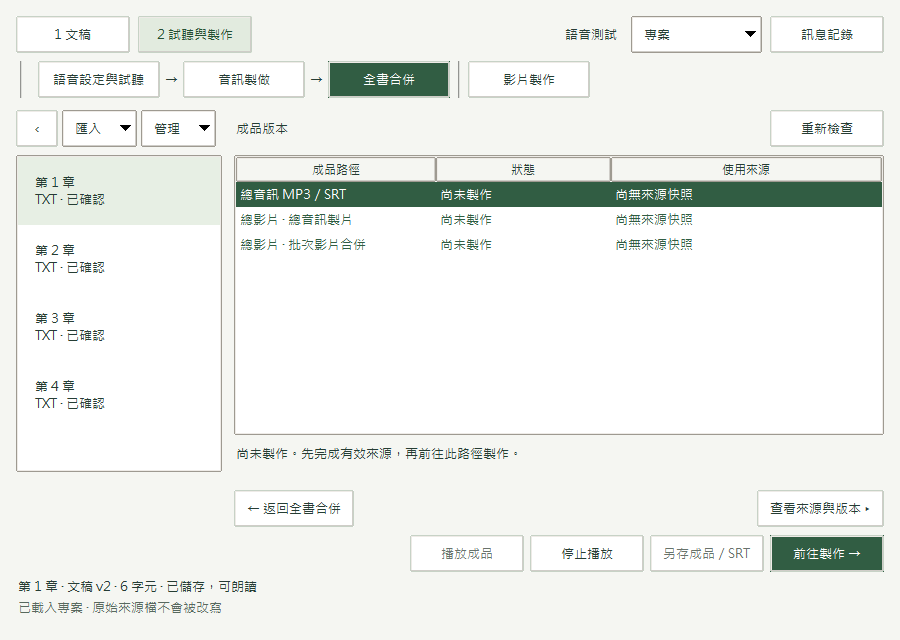 1 文稿
2 試聽與製作
語音測試
專案
訊息記錄
語音設定與試聽
→
音訊製做
→
全書合併
影片製作
‹
匯入
管理
成品版本
重新檢查
第 1 章
TXT · 已確認
第 2 章
TXT · 已確認
第 3 章
TXT · 已確認
第 4 章
TXT · 已確認
成品路徑
狀態
使用來源
總音訊 MP3 / SRT
尚未製作
尚無來源快照
總影片 · 總音訊製片
尚未製作
尚無來源快照
總影片 · 批次影片合併
尚未製作
尚無來源快照
尚未製作。先完成有效來源，再前往此路徑製作。
← 返回全書合併
查看來源與版本 ▸
播放成品
停止播放
另存成品 / SRT
前往製作 →
第 1 章 · 文稿 v2 · 6 字元 · 已儲存，可朗讀
已載入專案 · 原始來源檔不會被改寫